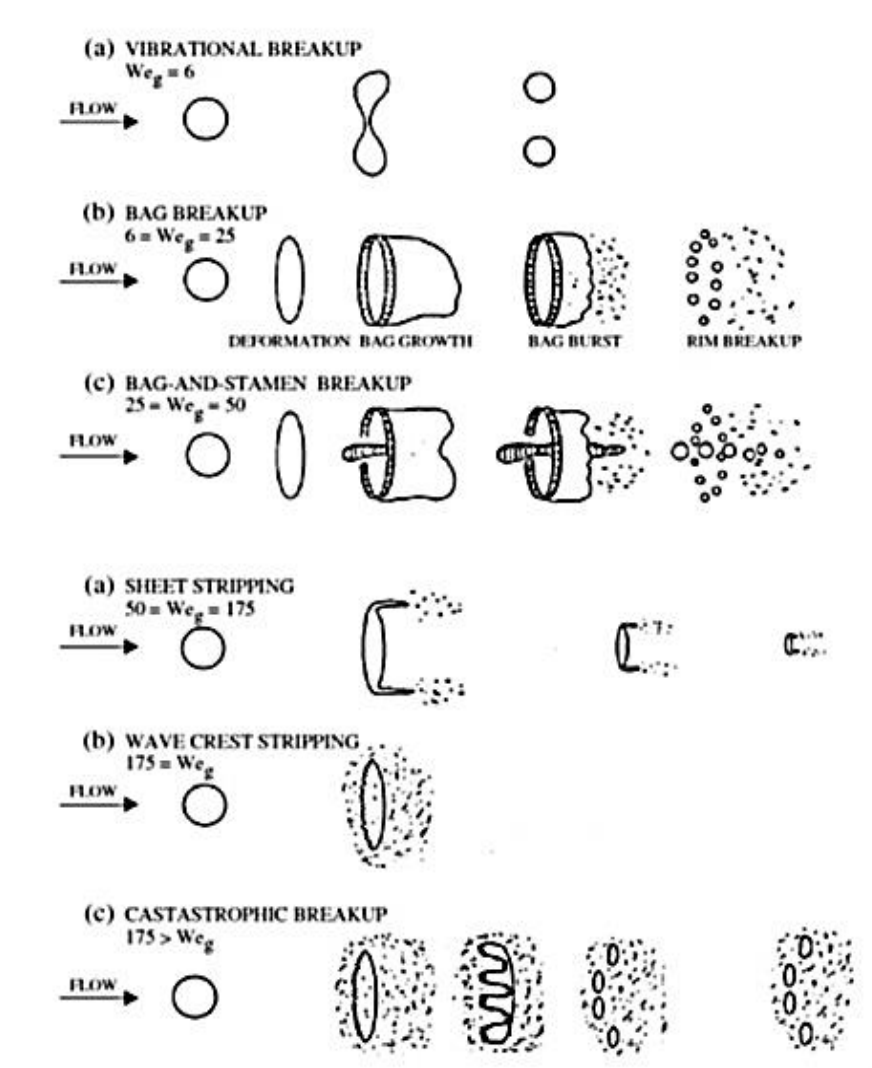 (a) VIBRATIONAL BREAKUP
We_g = 6
FLOW
(b) BAG BREAKUP
6 = We_g = 25
FLOW
DEFORMATION BAG GROWTH BAG BURST RIM BREAKUP
(c) BAG-AND-STAMEN BREAKUP
25 = We_g = 50
FLOW
(a) SHEET STRIPPING
50 = We_g = 175
FLOW
(b) WAVE CREST STRIPPING
175 = We_g
FLOW
(c) CASTASTROPHIC BREAKUP
175 > We_g
FLOW